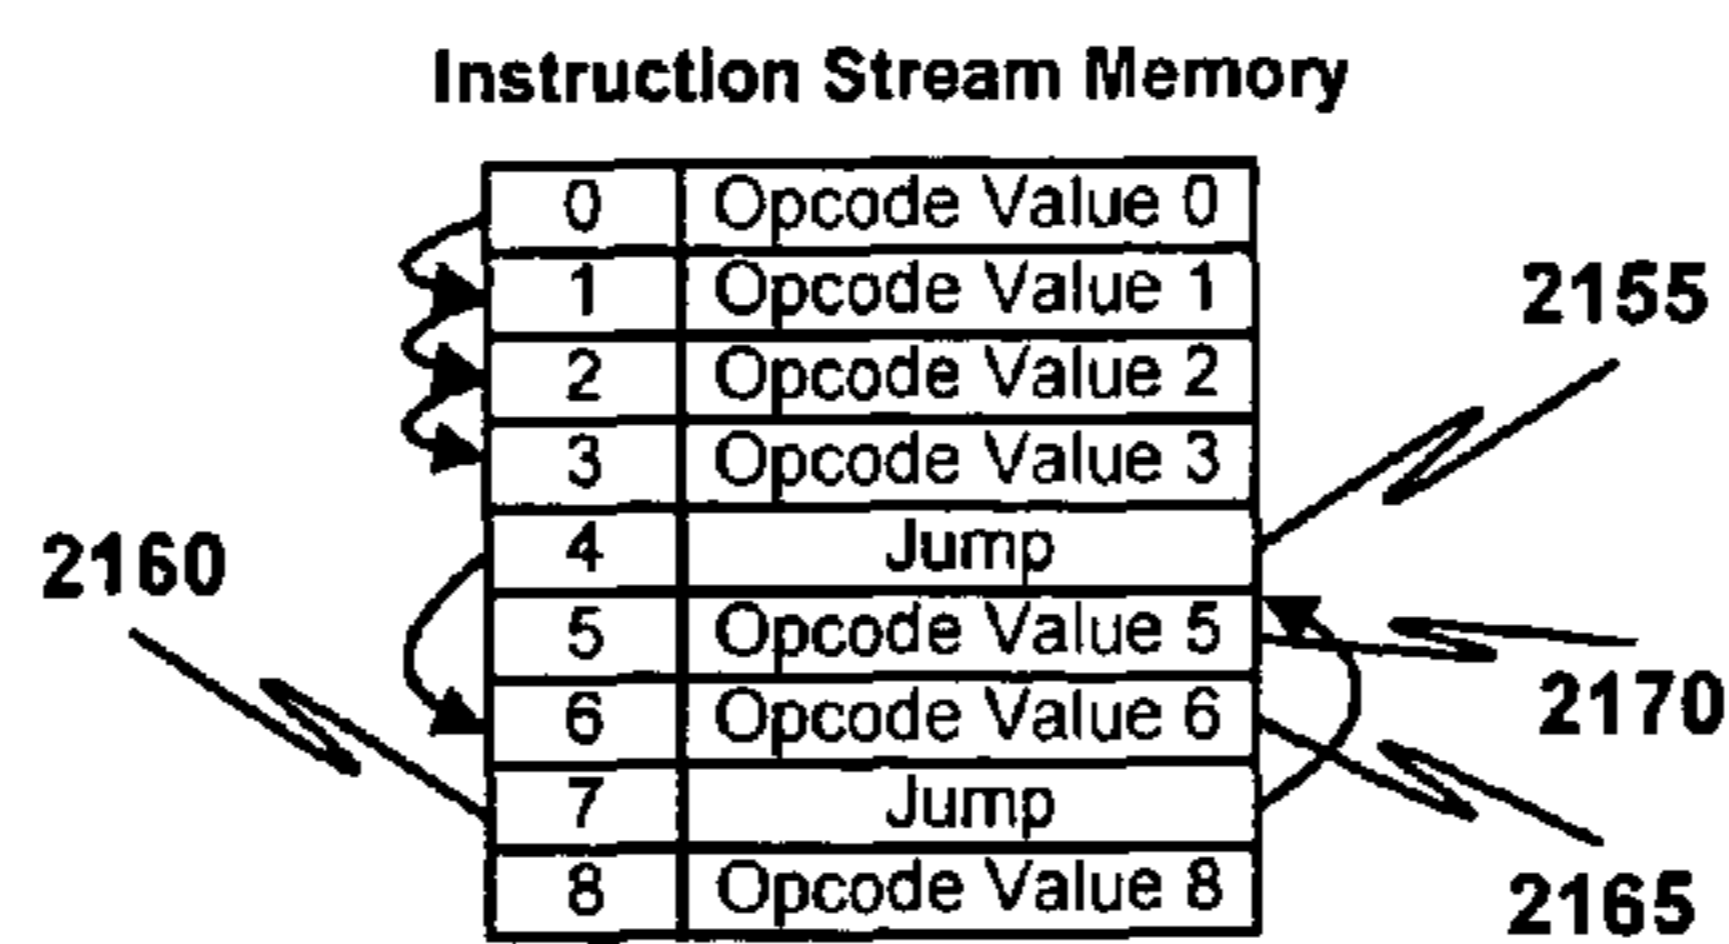 Instruction Stream Memory
0 Opcode Value 0
1 Opcode Value 1
2155
2 Opcode Value 2
3 Opcode Value 3
2160
4 Jump
5 Opcode Value 5
6 Opcode Value 6
2170
7 Jump
8 Opcode Value 8
2165